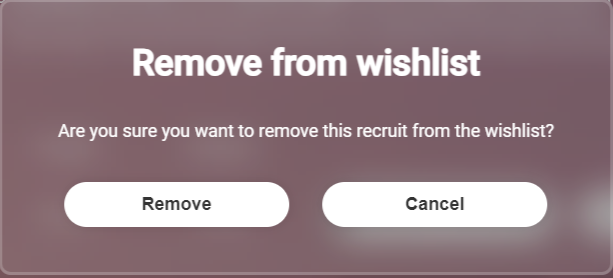 Remove from wishlist
Are you sure you want to remove this recruit from the wishlist?
Remove
Cancel